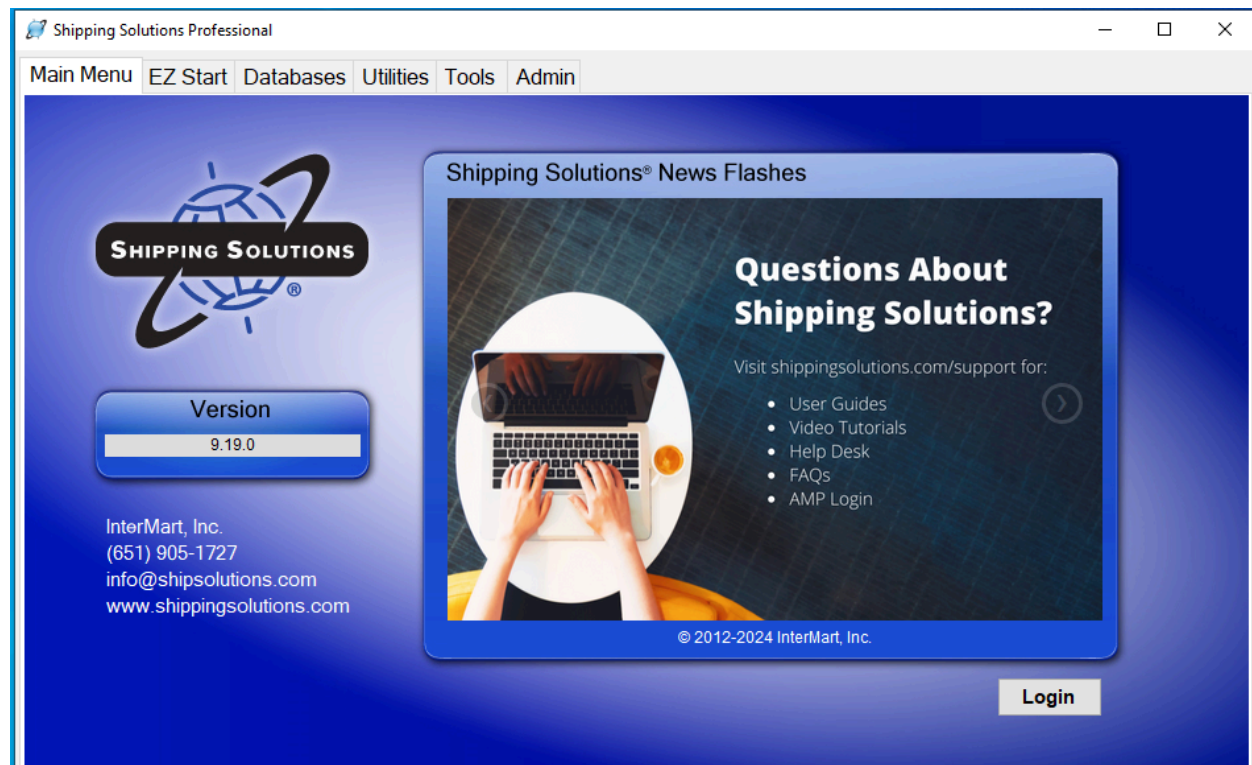 Shipping Solutions Professional
Main Menu EZ Start Databases Utilities Tools Admin
SHIPPING SOLUTIONS
®
Version
9.19.0
InterMart, Inc.
(651) 905-1727
info@shipsolutions.com
www.shippingsolutions.com
Shipping Solutions® News Flashes
Questions About
Shipping Solutions?
Visit shippingsolutions.com/support for:
• User Guides
• Video Tutorials
• Help Desk
• FAQs
• AMP Login
© 2012-2024 InterMart, Inc.
Login